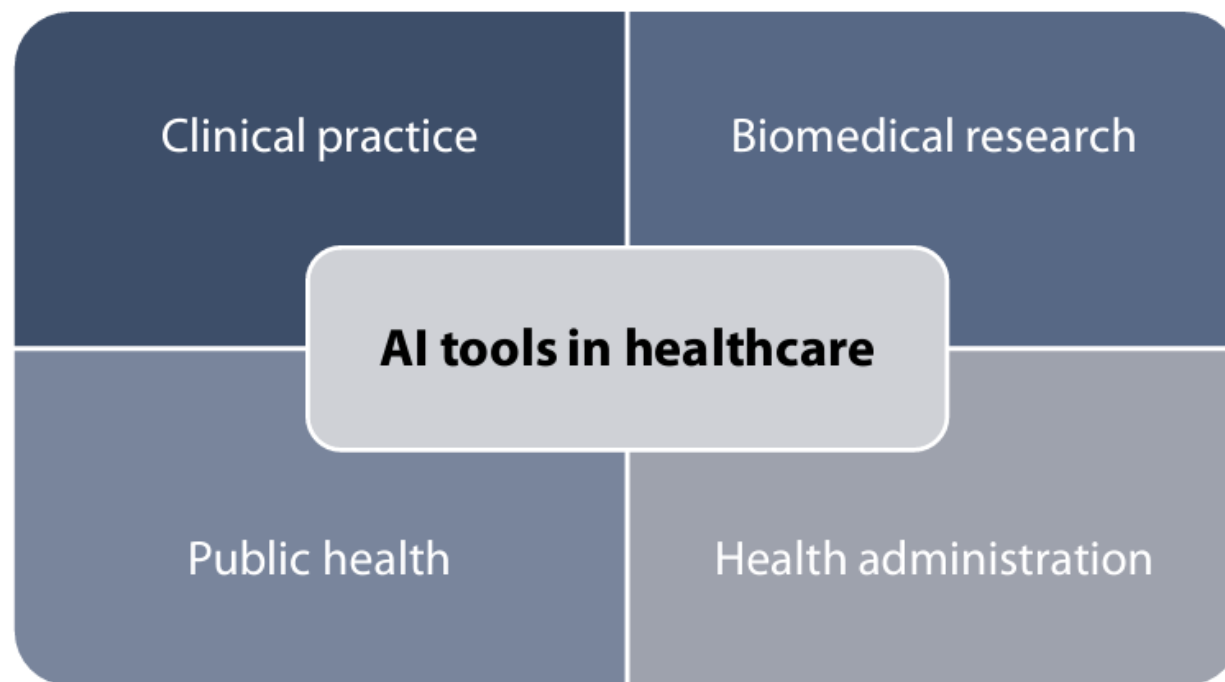 Clinical practice
Biomedical research
AI tools in healthcare
Public health
Health administration